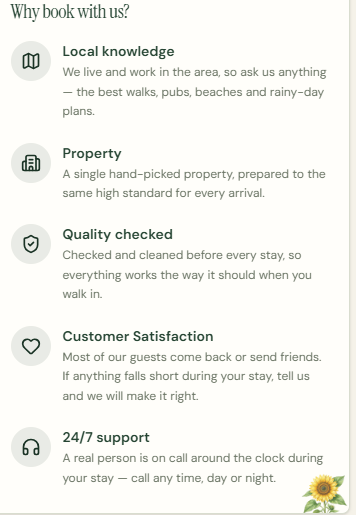 Why book with us?
Local knowledge
We live and work in the area, so ask us anything
— the best walks, pubs, beaches and rainy-day
plans.
Property
A single hand-picked property, prepared to the
same high standard for every arrival.
Quality checked
Checked and cleaned before every stay, so
everything works the way it should when you
walk in.
Customer Satisfaction
Most of our guests come back or send friends.
If anything falls short during your stay, tell us
and we will make it right.
24/7 support
A real person is on call around the clock during
your stay — call any time, day or night.